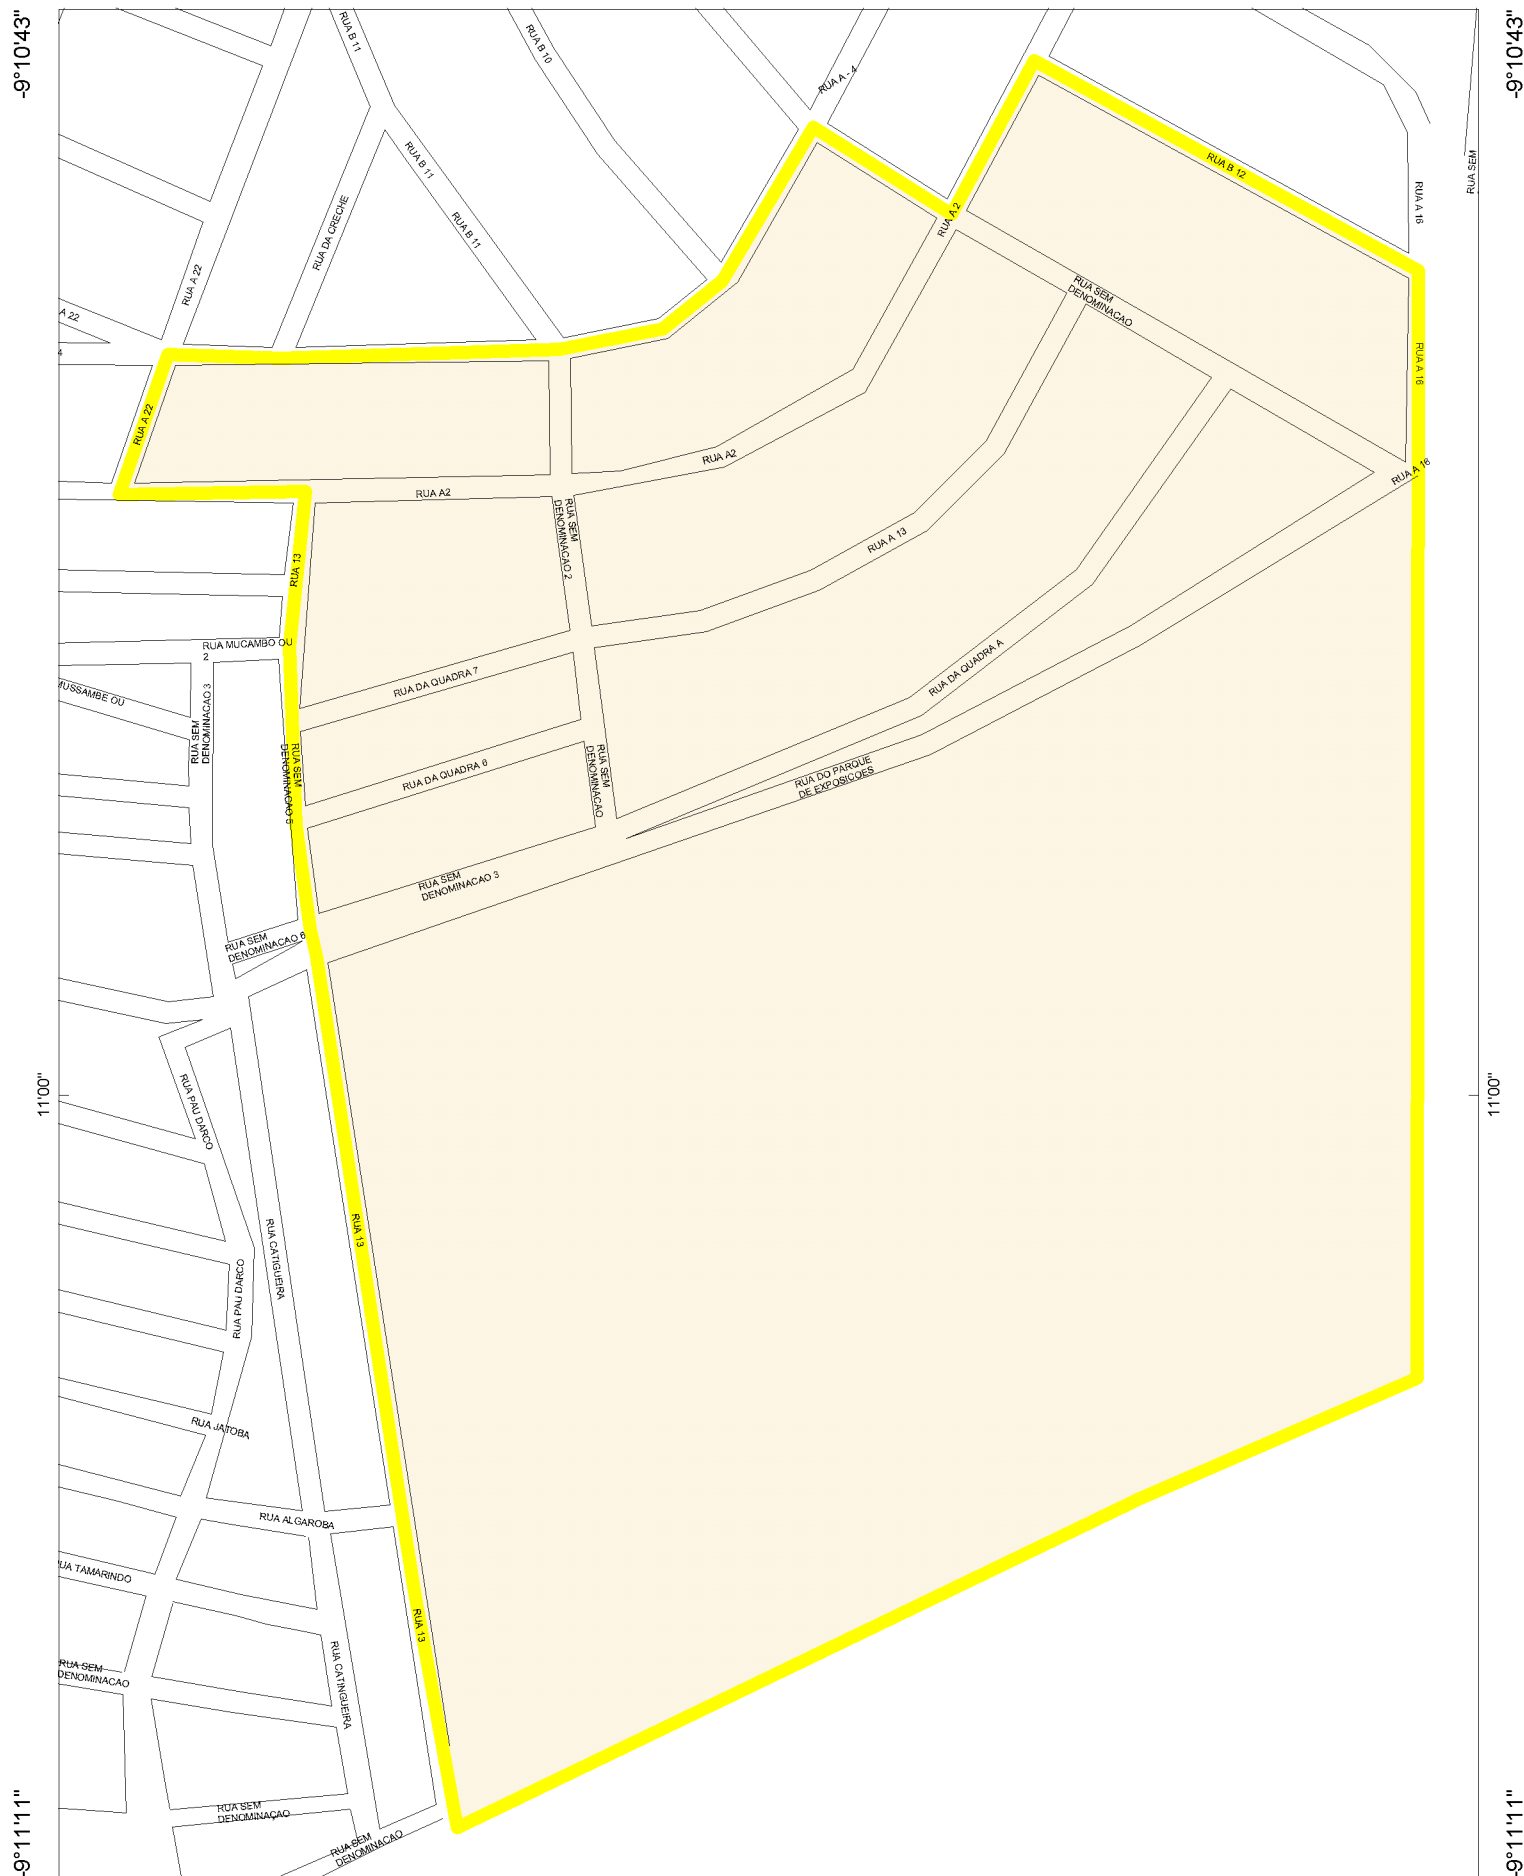 -9°10'43"
-9°10'43"
RUA B 11
RUA B 10
RUA A - 4
RUA B 11
RUA B 12
RUA SEM
RUA A 16
RUA DA CRECHE
RUA B 11
RUA A 2
RUA A 22
RUA SEM
DENOMINACAO
A 22
4
RUA A 16
RUA A 22
RUA A2
RUA A 16
RUA A2
RUA SEM
DENOMINACAO 2
RUA A 13
RUA 13
RUA MUCAMBO OU
2
RUA DA QUADRA A
RUA DA QUADRA 7
MUSSAMBE OU
RUA SEM
DENOMINACAO 3
RUA SEM
DENOMINACAO 5
RUA DA QUADRA 6
RUA SEM
DENOMINACAO
RUA DO PARQUE
DE EXPOSICOES
RUA SEM
DENOMINACAO 3
RUA SEM
DENOMINACAO 6
11'00"
11'00"
RUA PAU DARCO
RUA 13
RUA CATIGUEIRA
RUA PAU DARCO
RUA JATOBA
RUA ALGAROBA
RUA TAMARINDO
RUA 13
RUA SEM
DENOMINACAO
RUA CATINGUEIRA
RUA SEM
DENOMINAÇAO
RUA SEM
DENOMINACAO
-9°11'11"
-9°11'11"